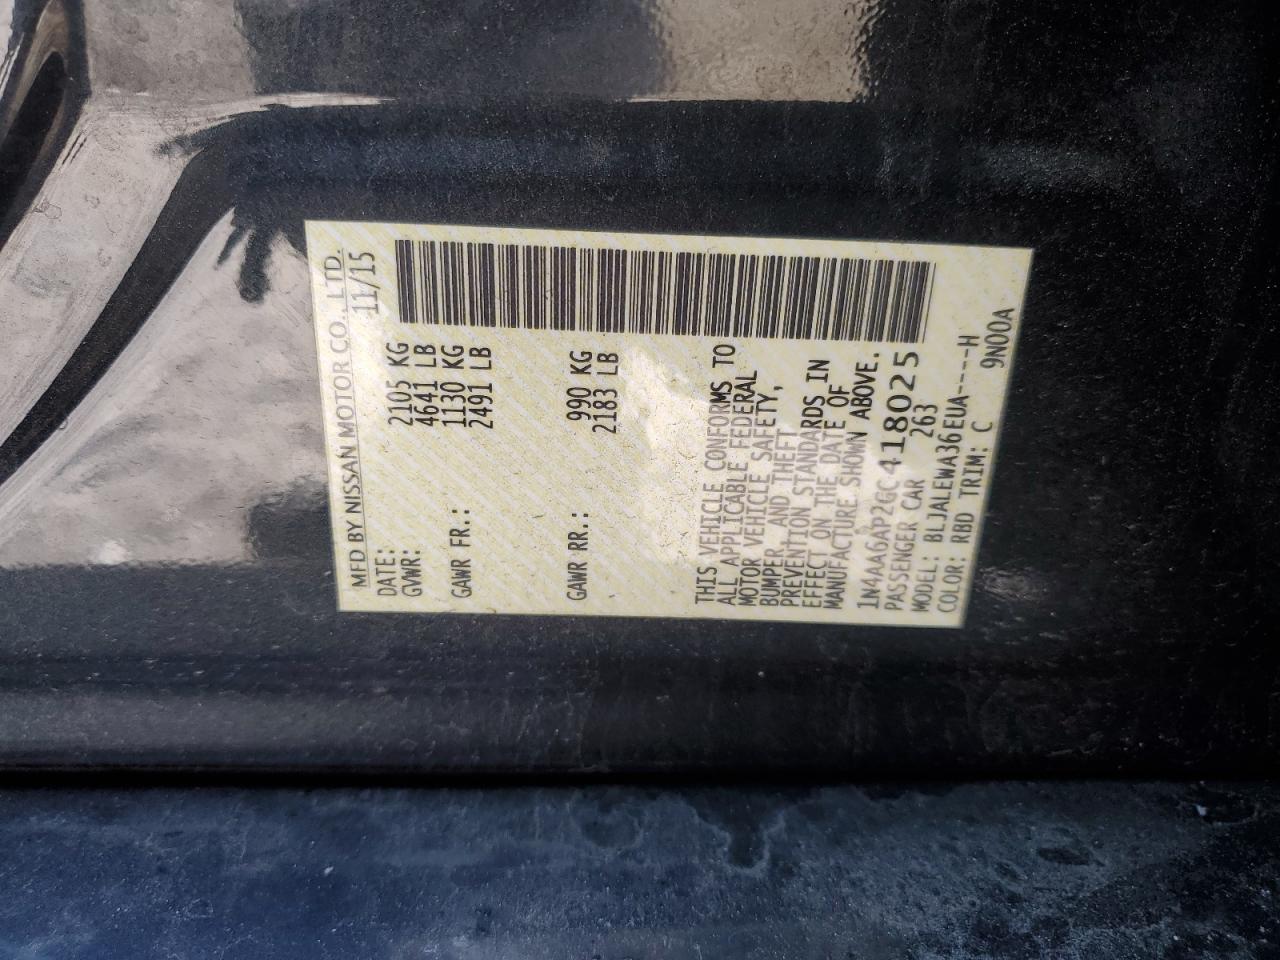 MFD BY NISSAN MOTOR CO., LTD.
DATE: 11/15
GVWR: 2105 KG
4641 LB
GAWR FR.: 1130 KG
2491 LB
GAWR RR.: 990 KG
2183 LB
THIS VEHICLE CONFORMS TO
ALL APPLICABLE FEDERAL
MOTOR VEHICLE SAFETY,
BUMPER, AND THEFT
PREVENTION STANDARDS IN
EFFECT ON THE DATE OF
MANUFACTURE SHOWN ABOVE.
1N4AA6AP2GC418025
PASSENGER CAR 263
MODEL: BLJALEWA36EUA----H
COLOR: RBD TRIM: C 9N00A